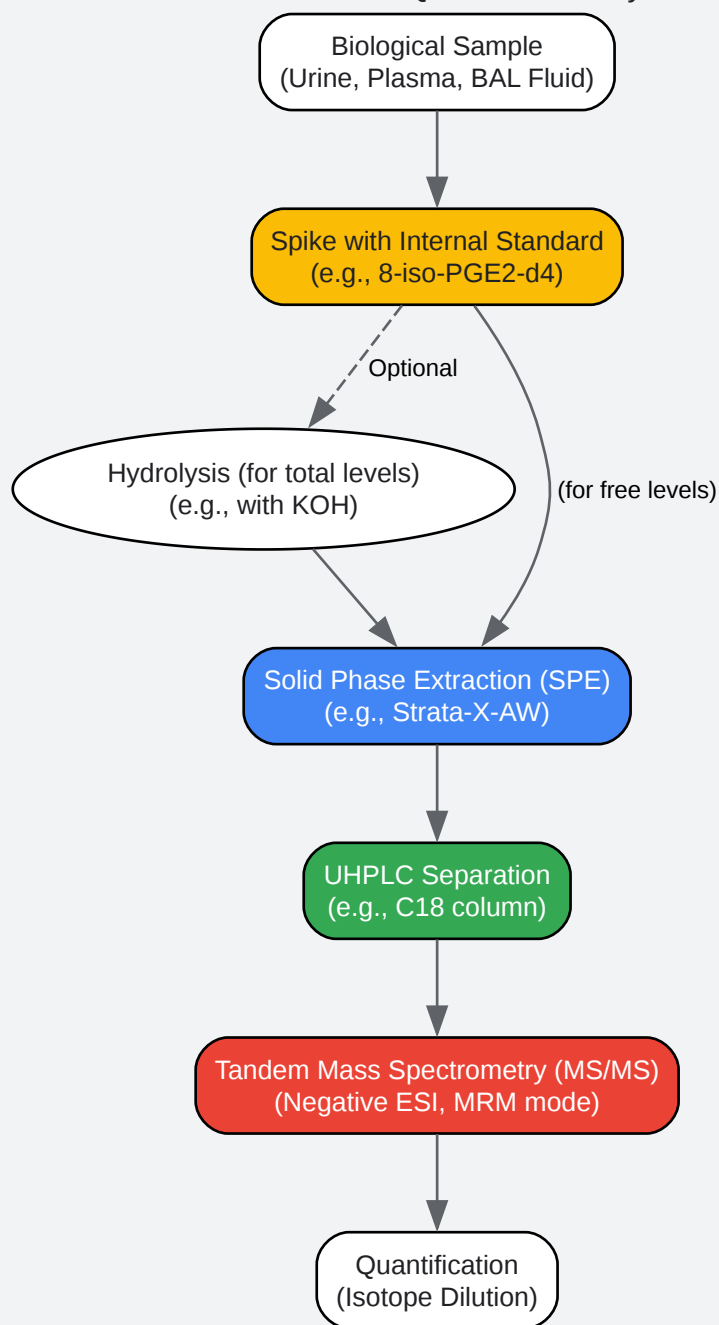 Biological Sample
(Urine, Plasma, BAL Fluid)
Spike with Internal Standard
(e.g., 8-iso-PGE2-d4)
Optional
Hydrolysis (for total levels)
(e.g., with KOH)
(for free levels)
Solid Phase Extraction (SPE)
(e.g., Strata-X-AW)
UHPLC Separation
(e.g., C18 column)
Tandem Mass Spectrometry (MS/MS)
(Negative ESI, MRM mode)
Quantification
(Isotope Dilution)